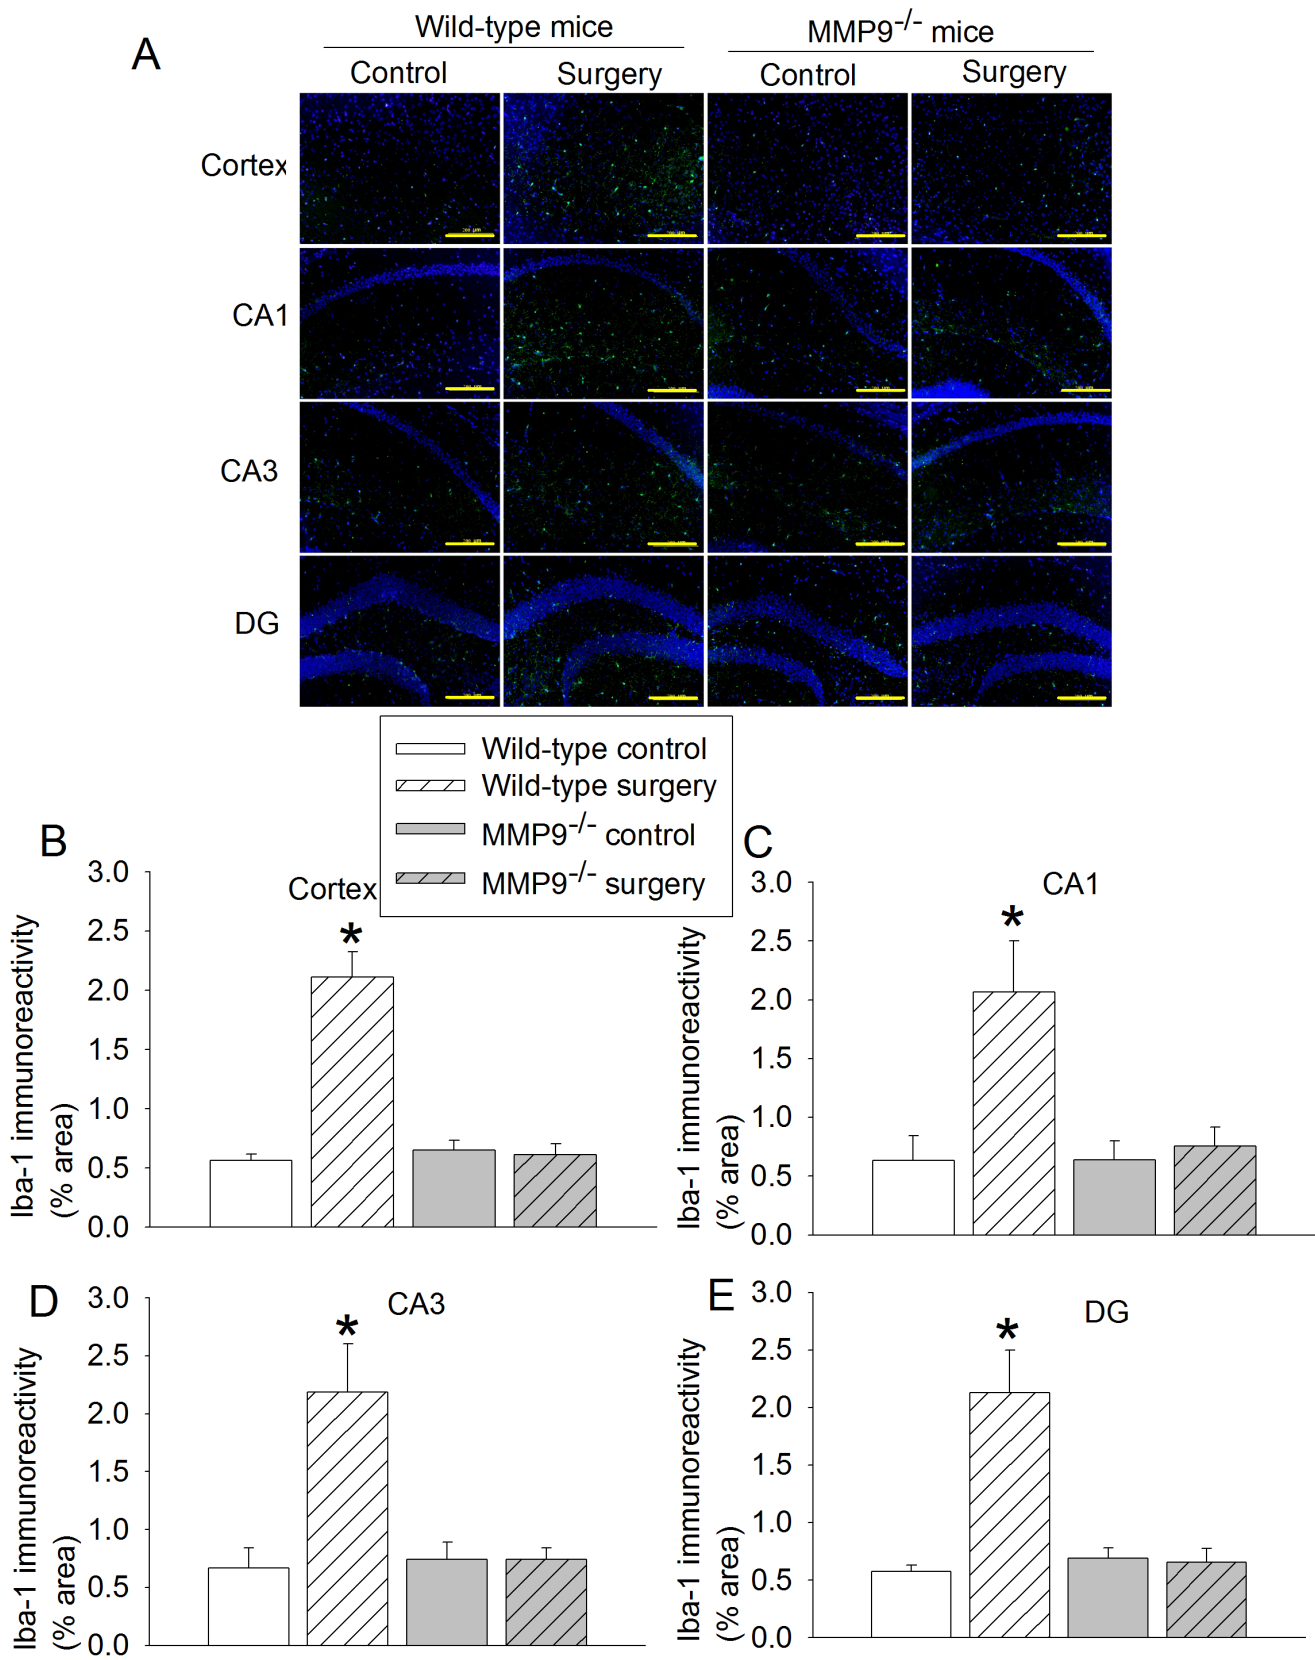 A
Wild-type mice
MMP9-/- mice
Control
Surgery
Control
Surgery
Cortex
CA1
CA3
DG
Wild-type control
Wild-type surgery
MMP9-/- control
MMP9-/- surgery
B
Cortex
Iba-1 immunoreactivity
(% area)
3.0
2.5
2.0
1.5
1.0
0.5
0.0
*
C
CA1
Iba-1 immunoreactivity
(% area)
3.0
2.5
2.0
1.5
1.0
0.5
0.0
*
D
CA3
Iba-1 immunoreactivity
(% area)
3.0
2.5
2.0
1.5
1.0
0.5
0.0
*
E
DG
Iba-1 immunoreactivity
(% area)
3.0
2.5
2.0
1.5
1.0
0.5
0.0
*